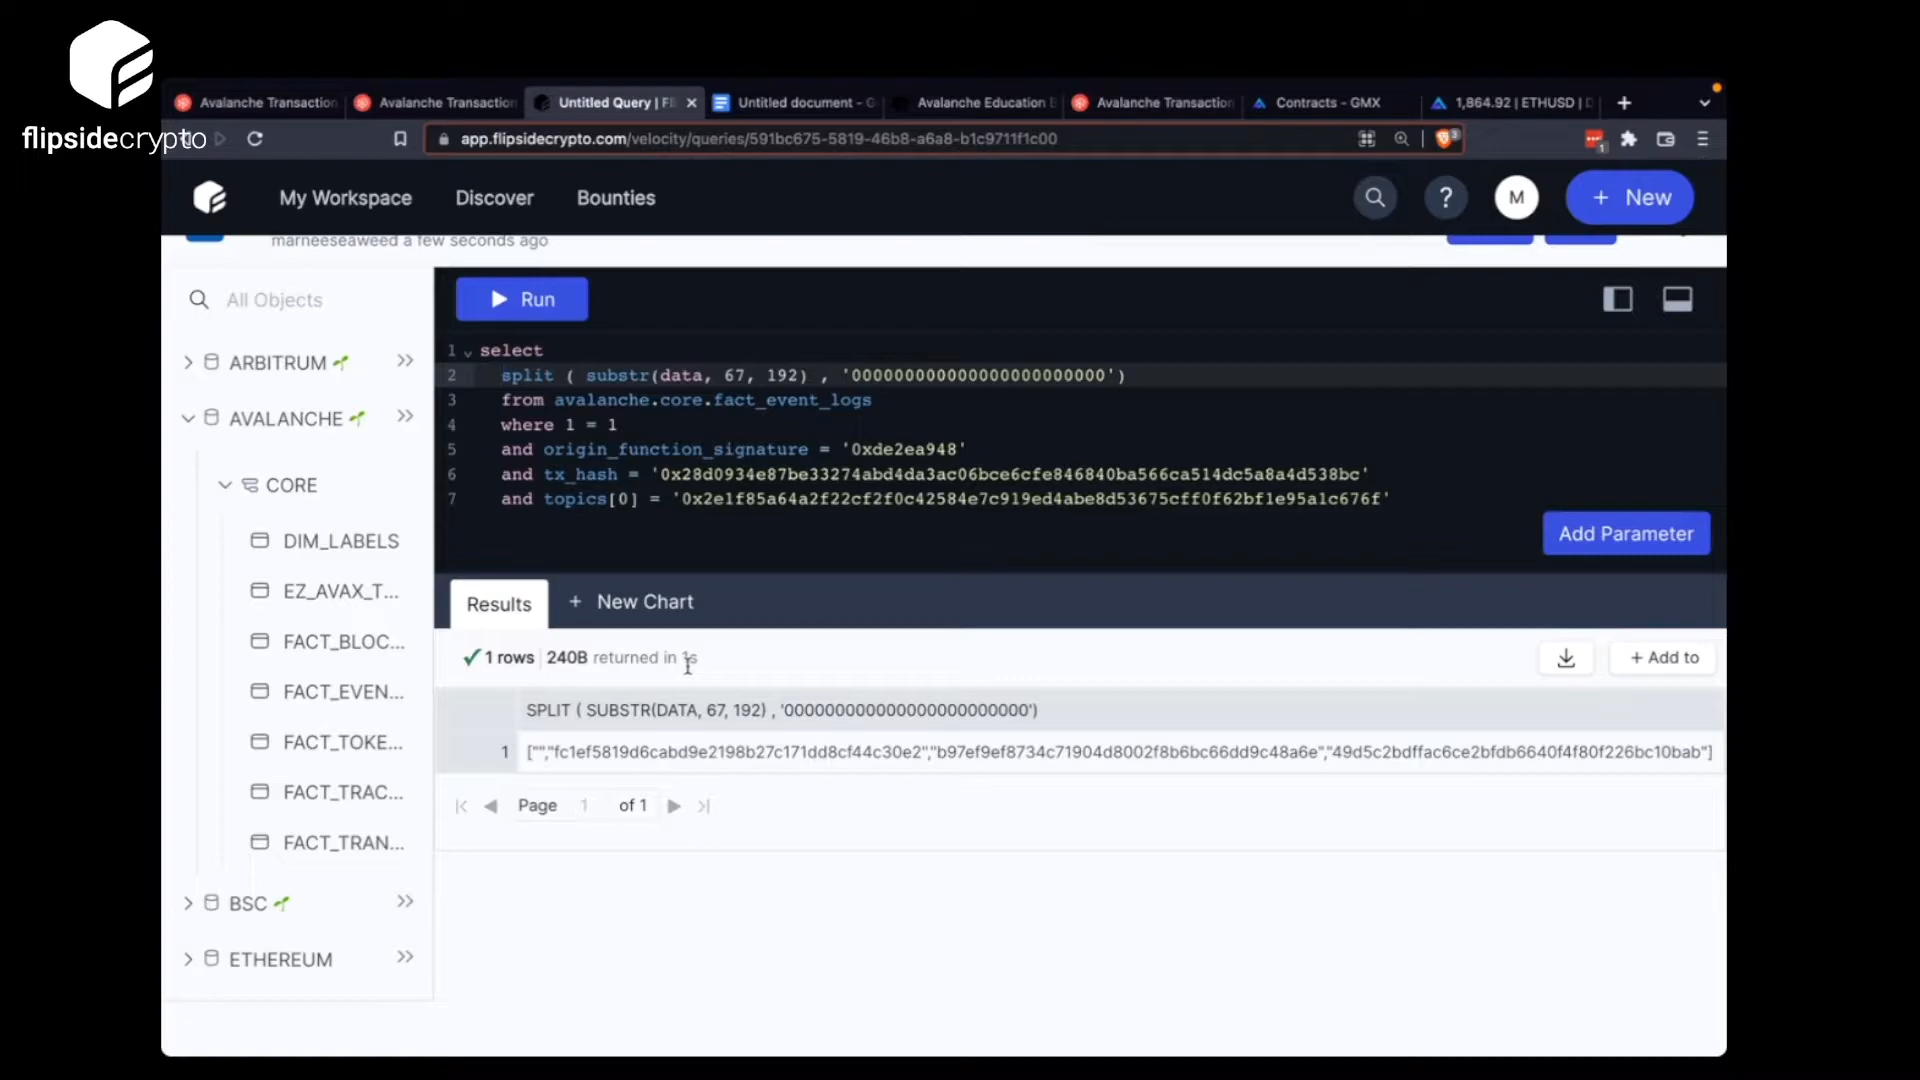 flipsidecrypto
Avalanche Transaction
Avalanche Transaction
Untitled Query | Fl
Untitled document - G
Avalanche Education B
Avalanche Transaction
Contracts - GMX
1,864.92 | ETHUSD | D
app.flipsidecrypto.com/velocity/queries/591bc675-5819-46b8-a6a8-b1c9711f1c00
3
1
My Workspace
Discover
Bounties
?
M
+ New
marneeseaweed a few seconds ago
All Objects
ARBITRUM
AVALANCHE
CORE
DIM_LABELS
EZ_AVAX_T...
FACT_BLOC...
FACT_EVEN...
FACT_TOKE...
FACT_TRAC...
FACT_TRAN...
BSC
ETHEREUM
Run
1 select
2 split ( substr(data, 67, 192) , '000000000000000000000000')
3 from avalanche.core.fact_event_logs
4 where 1 = 1
5 and origin_function_signature = '0xde2ea948'
6 and tx_hash = '0x28d0934e87be33274abd4da3ac06bce6cfe846840ba566ca514dc5a8a4d538bc'
7 and topics[0] = '0x2e1f85a64a2f22cf2f0c42584e7c919ed4abe8d53675cff0f62bf1e95a1c676f'
Add Parameter
Results
+ New Chart
1 rows | 240B returned in 1s
+ Add to
SPLIT ( SUBSTR(DATA, 67, 192) , '000000000000000000000000')
1 ["","fc1ef5819d6cabd9e2198b27c171dd8cf44c30e2","b97ef9ef8734c71904d8002f8b6bc66dd9c48a6e","49d5c2bdffac6ce2bfdb6640f4f80f226bc10bab"]
Page 1 of 1